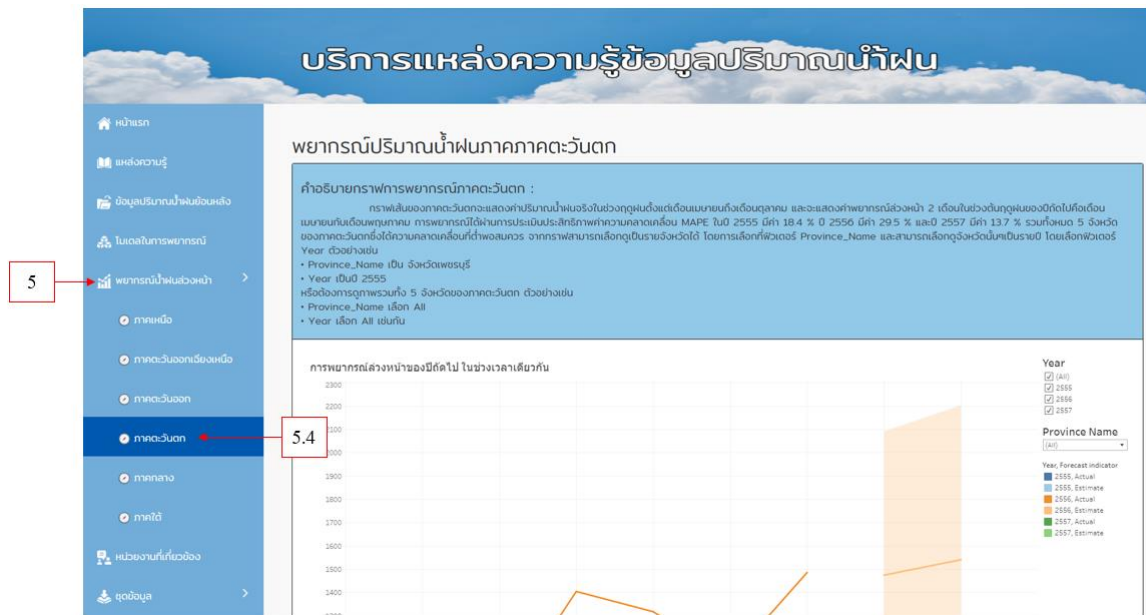 บริการแหล่งความรู้ข้อมูลปริมาณน้ำฝน
หน้าแรก
แหล่งความรู้
ข้อมูลปริมาณน้ำฝนย้อนหลัง
โมเดลในการพยากรณ์
5
พยากรณ์น้ำฝนล่วงหน้า
ภาคเหนือ
ภาคตะวันออกเฉียงเหนือ
ภาคตะวันออก
ภาคตะวันตก
5.4
ภาคกลาง
ภาคใต้
หน่วยงานที่เกี่ยวข้อง
ชุดข้อมูล
พยากรณ์ปริมาณน้ำฝนภาคภาคตะวันตก
คำอธิบายกราฟการพยากรณ์ภาคตะวันตก :
กราฟเส้นของภาคตะวันตกจะแสดงค่าปริมาณน้ำฝนจริงในช่วงฤดูฝนตั้งแต่เดือนเมษายนถึงเดือนตุลาคม และจะแสดงค่าพยากรณ์ล่วงหน้า 2 เดือนในช่วงต้นฤดูฝนของปีถัดไปคือเดือน
เมษายนกับเดือนพฤษภาคม การพยากรณ์ได้ผ่านการประเมินประสิทธิภาพค่าความคลาดเคลื่อน MAPE ในปี 2555 มีค่า 18.4 % ปี 2556 มีค่า 29.5 % และปี 2557 มีค่า 13.7 % รวมทั้งหมด 5 จังหวัด
ของภาคตะวันตกซึ่งได้ความคลาดเคลื่อนที่ต่ำพอสมควร จากกราฟสามารถเลือกดูเป็นรายจังหวัดได้ โดยการเลือกที่ฟิวเตอร์ Province_Name และสามารถเลือกดูจังหวัดนั้นๆเป็นรายปี โดยเลือกฟิวเตอร์
Year ตัวอย่างเช่น
• Province_Name เป็น จังหวัดเพชรบุรี
• Year เป็นปี 2555
หรือต้องการดูภาพรวมทั้ง 5 จังหวัดของภาคตะวันตก ตัวอย่างเช่น
• Province_Name เลือก All
• Year เลือก All เช่นกัน
การพยากรณ์ล่วงหน้าของปีถัดไป ในช่วงเวลาเดียวกัน
2300
2200
2100
2000
1900
1800
1700
1600
1500
1400
1300
Year
(All)
2555
2556
2557
Province Name
(All)
Year, Forecast indicator
2555, Actual
2555, Estimate
2556, Actual
2556, Estimate
2557, Actual
2557, Estimate